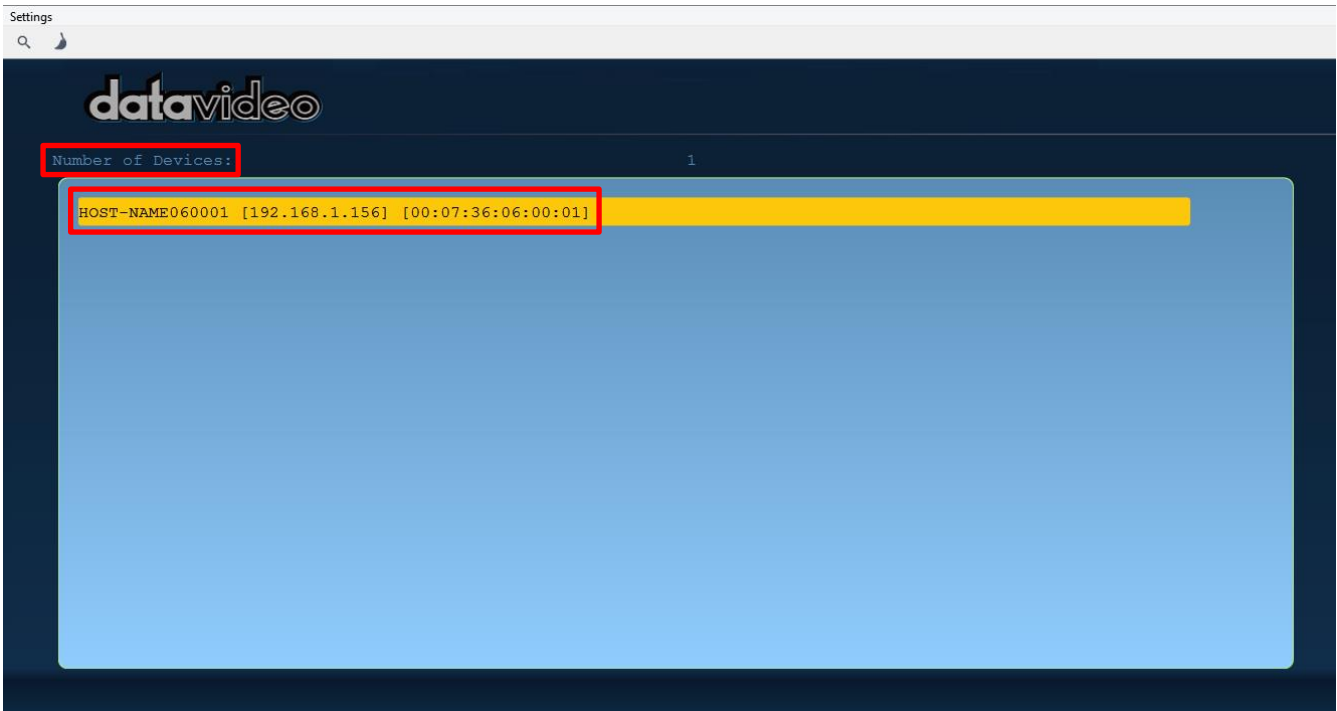 Settings
datavideo
Number of Devices: 1
HOST-NAME060001 [192.168.1.156] [00:07:36:06:00:01]